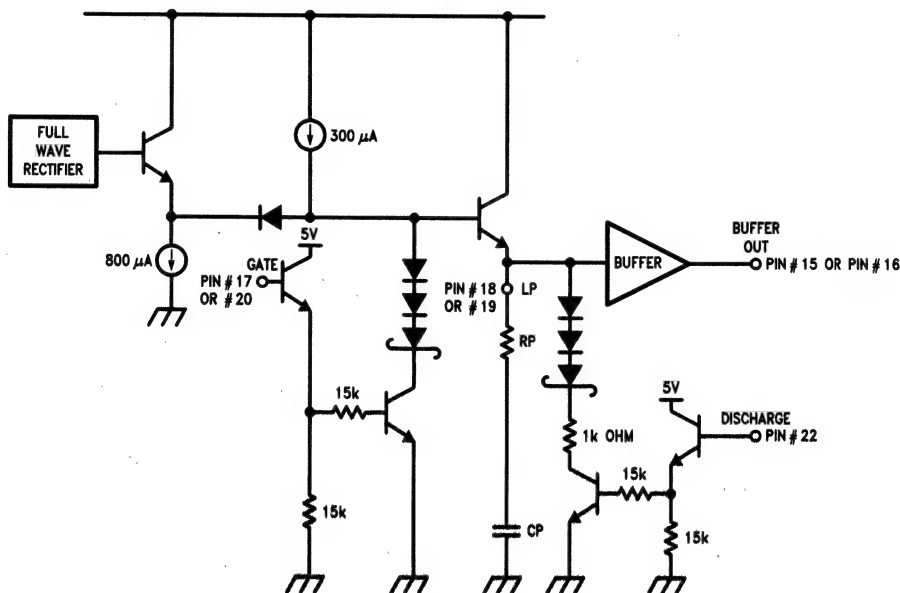 FULL
WAVE
RECTIFIER
300 μA
800 μA
5V
GATE
PIN #17
OR #20
PIN #18
OR #19
LP
RP
BUFFER
BUFFER
OUT
PIN #15 OR PIN #16
15k
15k
CP
1k OHM
15k
5V
DISCHARGE
PIN #22
15k